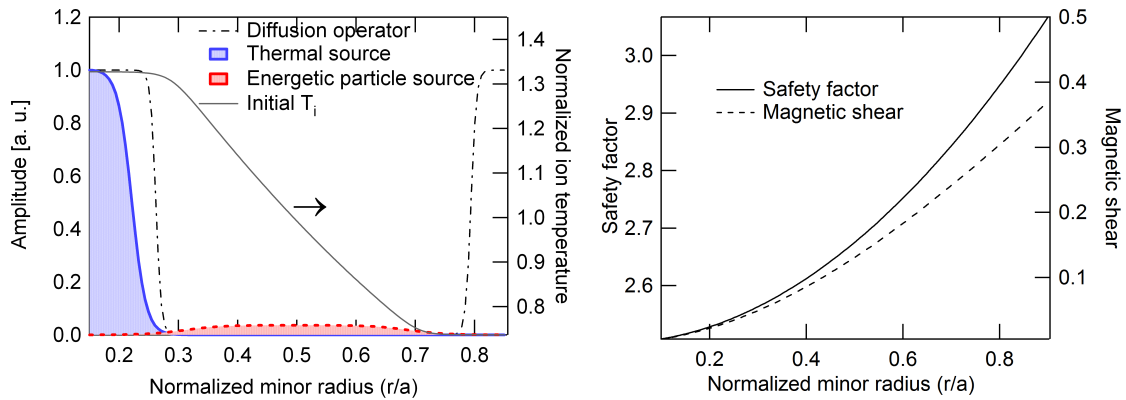 1.2
1.0
0.8
0.6
0.4
0.2
0.0
Amplitude [a. u.]
Diffusion operator
Thermal source
Energetic particle source
Initial Ti
1.4
1.3
1.2
1.1
1.0
0.9
0.8
0.7
Normalized ion temperature
0.2 0.3 0.4 0.5 0.6 0.7 0.8
Normalized minor radius (r/a)
3.0
2.9
2.8
2.7
2.6
Safety factor
Safety factor
Magnetic shear
0.5
0.4
0.3
0.2
0.1
Magnetic shear
0.2 0.4 0.6 0.8
Normalized minor radius (r/a)